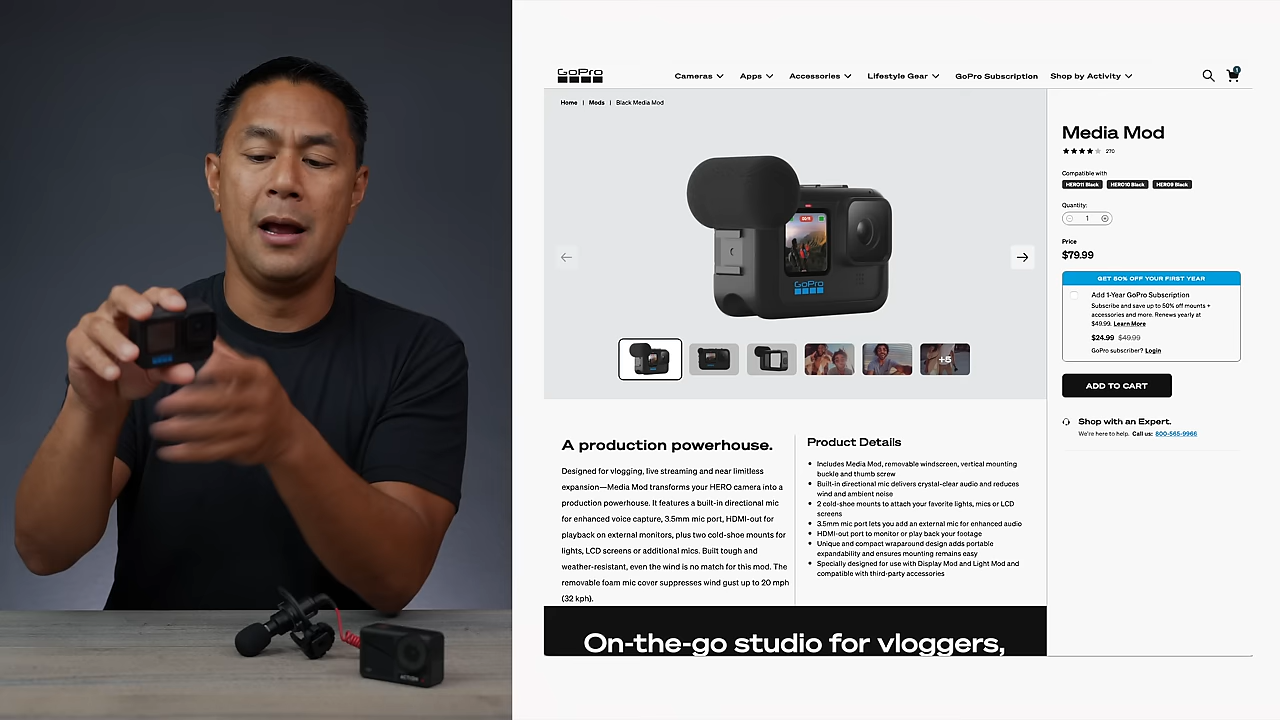 GoPro
Cameras
Apps
Accessories
Lifestyle Gear
GoPro Subscription
Shop by Activity
1
Home | Mods | Black Media Mod
GoPro
+5
Media Mod
270
Compatible with
HERO11 Black
HERO10 Black
HERO9 Black
Quantity:
1
Price
$79.99
GET 50% OFF YOUR FIRST YEAR
Add 1-Year GoPro Subscription
Subscribe and save up to 50% off mounts +
accessories and more. Renews yearly at
$49.99. Learn More
$24.99 $49.99
GoPro subscriber? Login
ADD TO CART
Shop with an Expert.
We're here to help. Call us: 800-565-9966
A production powerhouse.
Designed for vlogging, live streaming and near limitless
expansion—Media Mod transforms your HERO camera into a
production powerhouse. It features a built-in directional mic
for enhanced voice capture, 3.5mm mic port, HDMI-out for
playback on external monitors, plus two cold-shoe mounts for
lights, LCD screens or additional mics. Built tough and
weather-resistant, even the wind is no match for this mod. The
removable foam mic cover suppresses wind gust up to 20 mph
(32 kph).
Product Details
Includes Media Mod, removable windscreen, vertical mounting
buckle and thumb screw
Built-in directional mic delivers crystal-clear audio and reduces
wind and ambient noise
2 cold-shoe mounts to attach your favorite lights, mics or LCD
screens
3.5mm mic port lets you add an external mic for enhanced audio
HDMI-out port to monitor or play back your footage
Unique and compact wraparound design adds portable
expandability and ensures mounting remains easy
Specially designed for use with Display Mod and Light Mod and
compatible with third-party accessories
On-the-go studio for vloggers,
ACTION